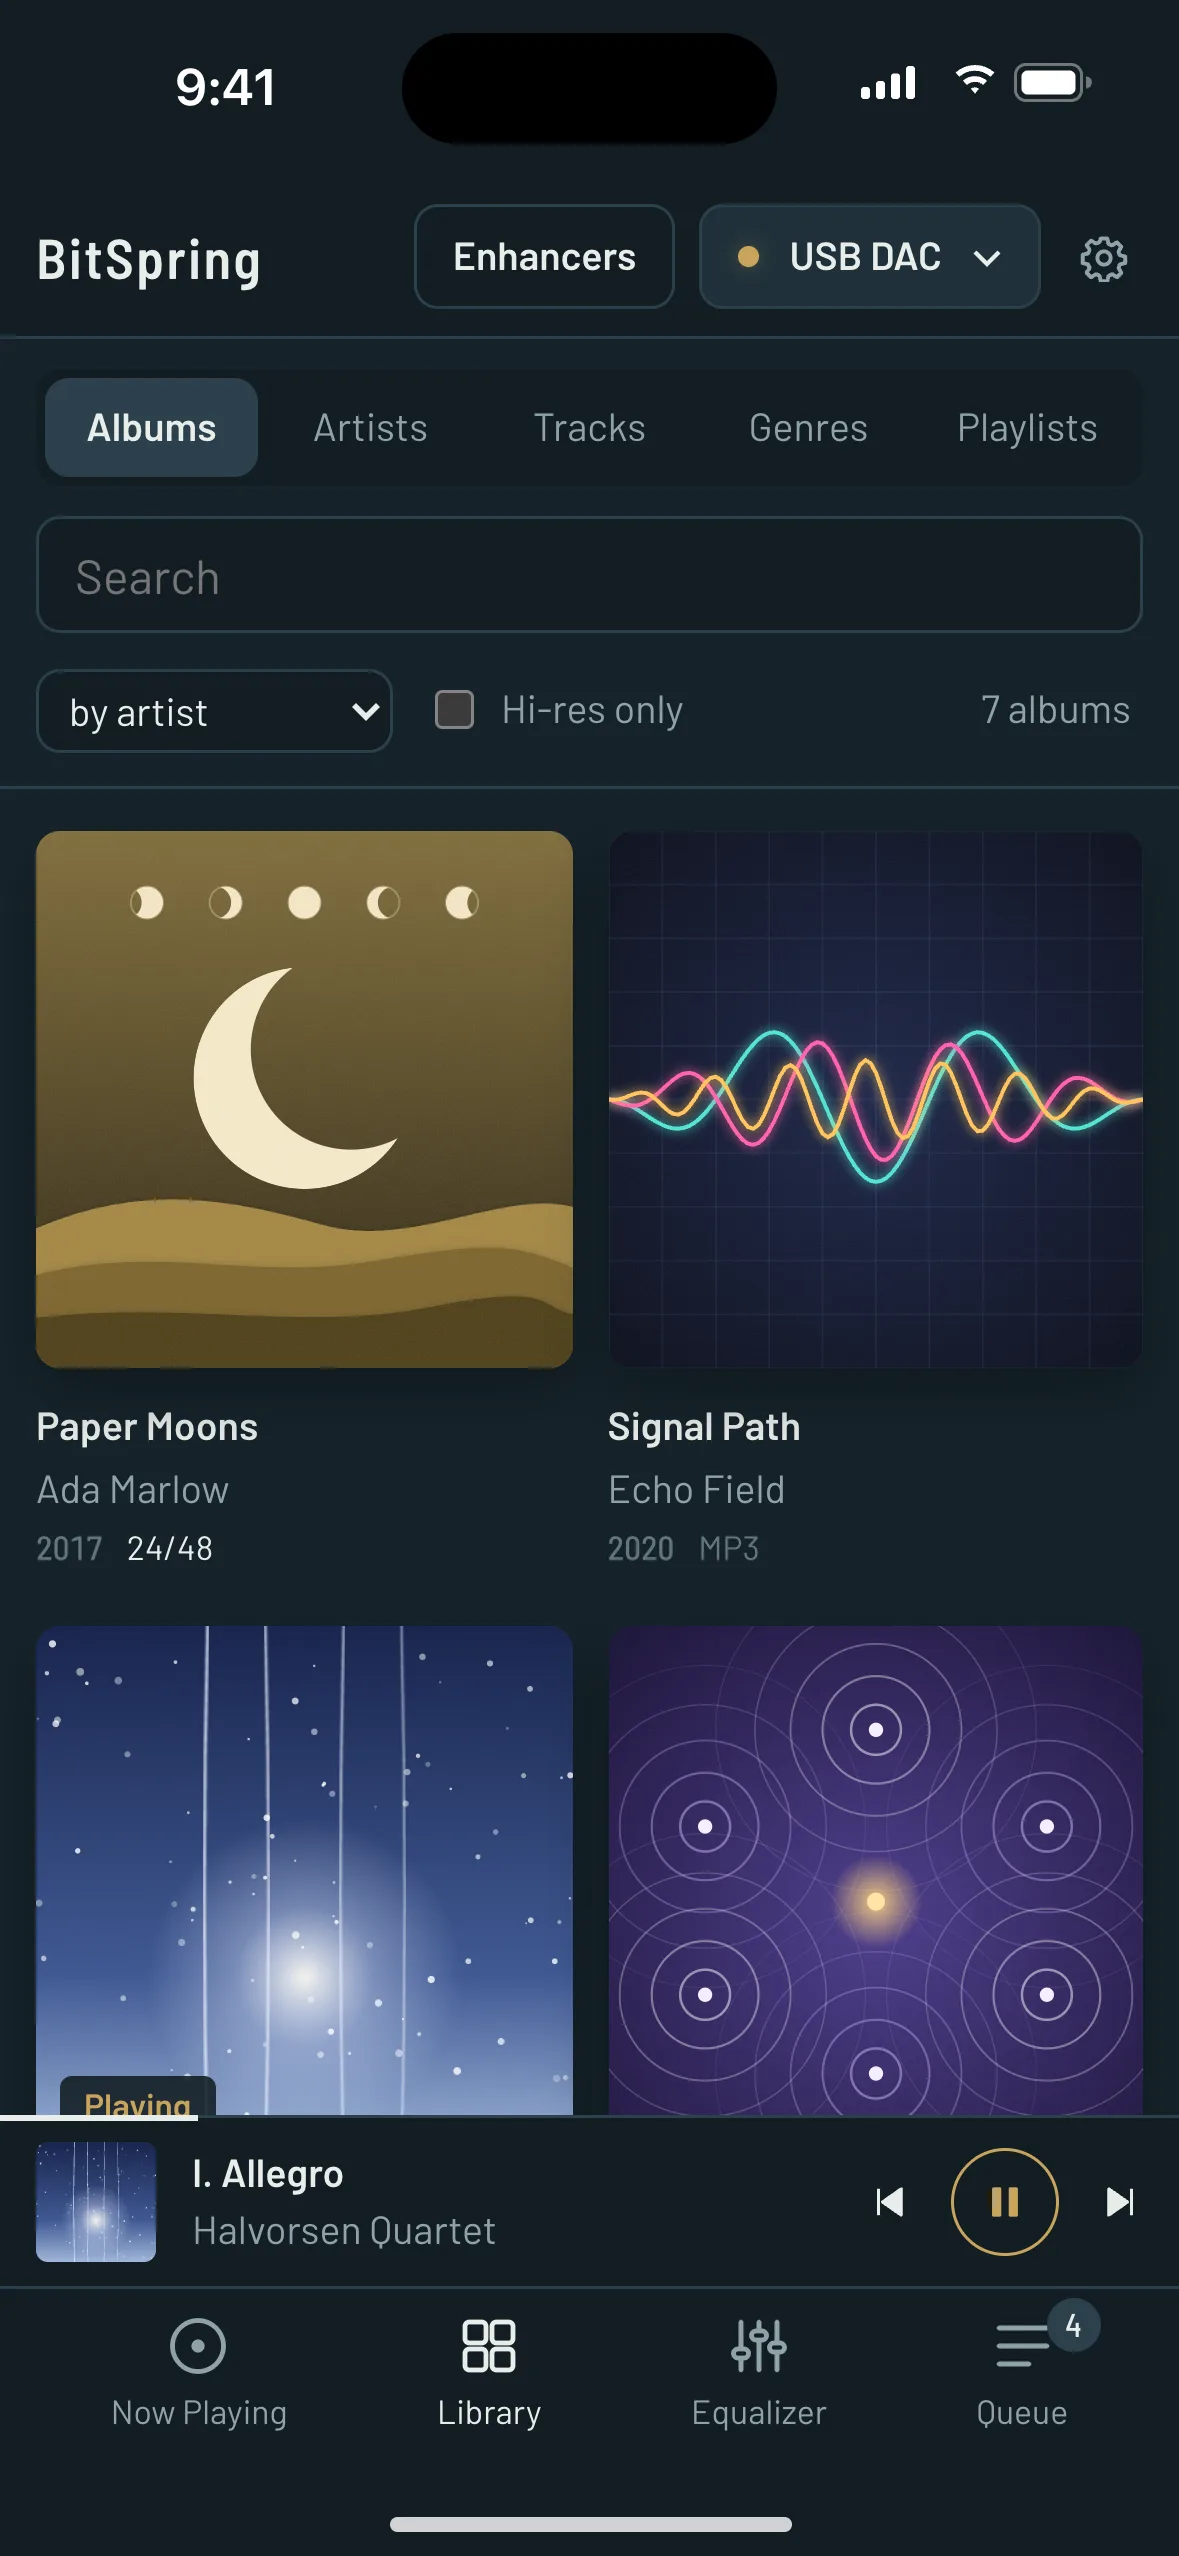 9:41
BitSpring
Enhancers
USB DAC
Albums
Artists
Tracks
Genres
Playlists
Search
by artist
Hi-res only
7 albums
Paper Moons
Ada Marlow
2017 24/48
Signal Path
Echo Field
2020 MP3
Playing
I. Allegro
Halvorsen Quartet
4
Now Playing
Library
Equalizer
Queue